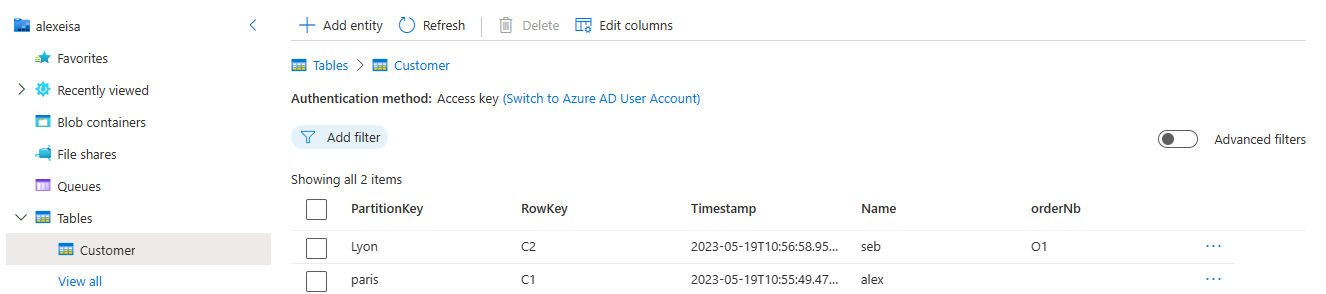 alexeisa
Favorites
Recently viewed
Blob containers
File shares
Queues
Tables
Customer
View all
Add entity Refresh Delete Edit columns
Tables Customer
Authentication method: Access key (Switch to Azure AD User Account)
Add filter
Advanced filters
Showing all 2 items
PartitionKey RowKey Timestamp Name orderNb
Lyon C2 2023-05-19T10:56:58.95... seb O1
paris C1 2023-05-19T10:55:49.47... alex